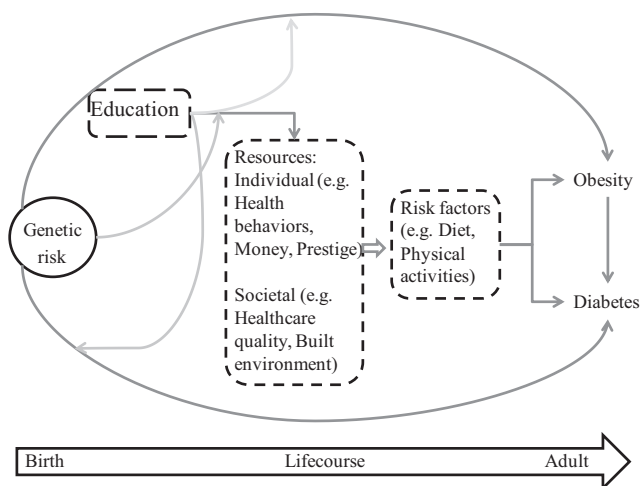 Education
Genetic
risk
Resources:
Individual (e.g.
Health
behaviors,
Money, Prestige)
Societal (e.g.
Healthcare
quality, Built
environment)
Risk factors
(e.g. Diet,
Physical
activities)
Obesity
Diabetes
Birth Lifecourse Adult